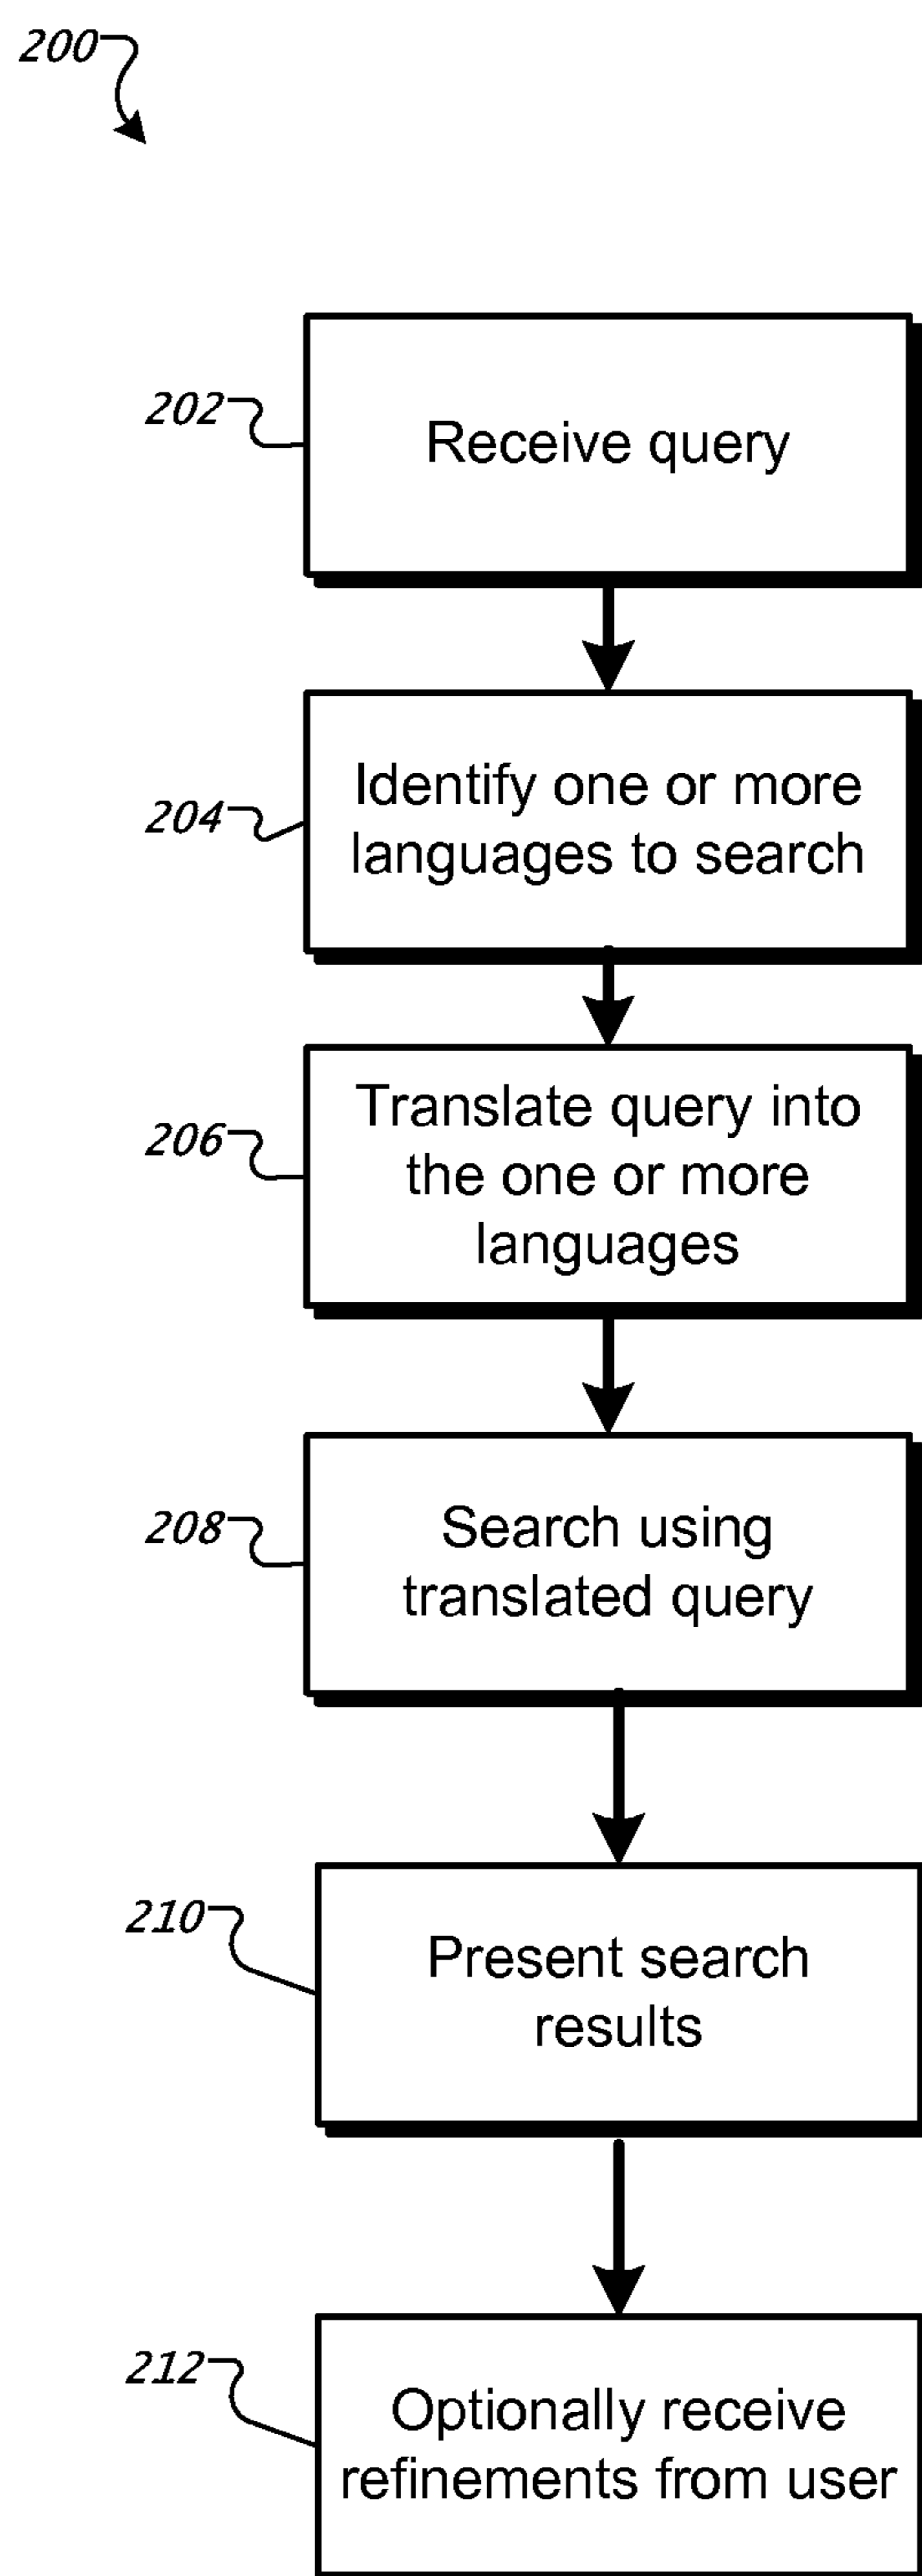 200
202
Receive query
204
Identify one or more
languages to search
206
Translate query into
the one or more
languages
208
Search using
translated query
210
Present search
results
212
Optionally receive
refinements from user